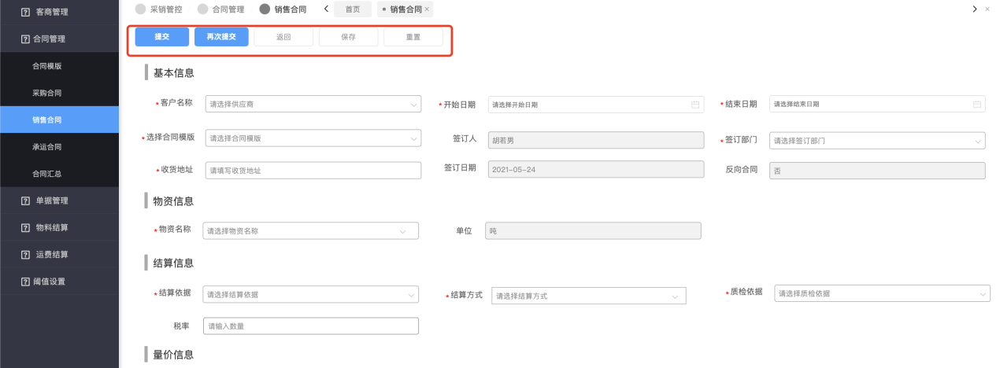 客商管理
合同管理
合同模版
采购合同
销售合同
承运合同
合同汇总
单据管理
物料结算
运费结算
阈值设置
采销管控 合同管理 销售合同 首页 销售合同
提交 再次提交 返回 保存 重置
基本信息
*客户名称 请选择供应商 *开始日期 请选择开始日期 *结束日期 请选择结束日期
*选择合同模版 请选择合同模版 签订人 胡若男 *签订部门 请选择签订部门
*收货地址 请填写收货地址 签订日期 2021-05-24 反向合同 否
物资信息
*物资名称 请选择物资名称 单位 吨
结算信息
*结算依据 请选择结算依据 *结算方式 请选择结算方式 *质检依据 请选择质检依据
税率 请输入数量
量价信息